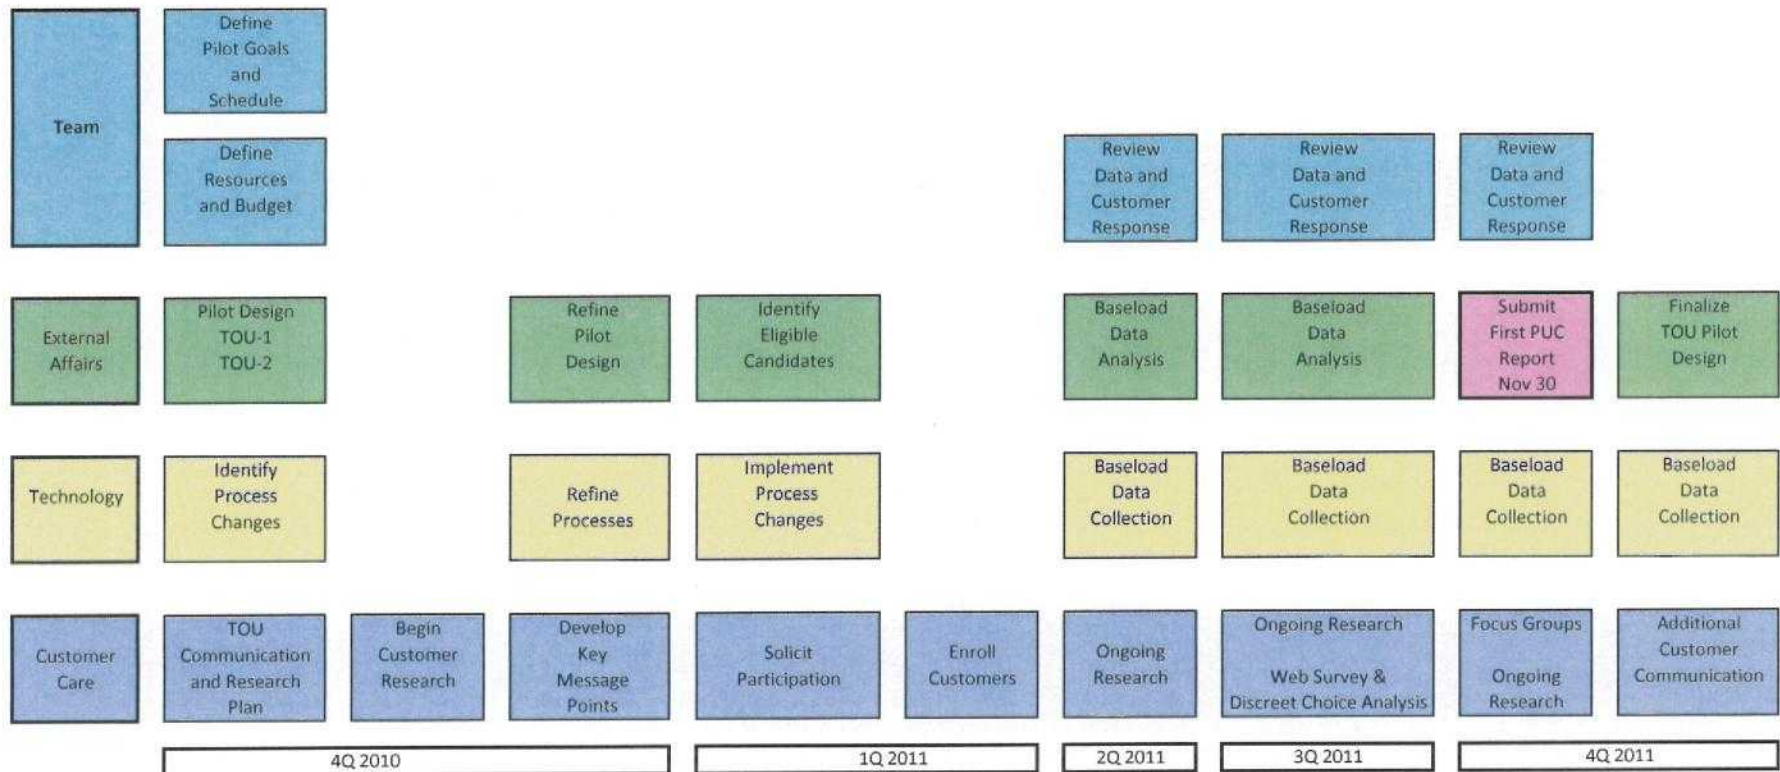 Team
Define
Pilot Goals
and
Schedule
Define
Resources
and Budget
Review
Data and
Customer
Response
Review
Data and
Customer
Response
Review
Data and
Customer
Response
External
Affairs
Pilot Design
TOU-1
TOU-2
Refine
Pilot
Design
Identify
Eligible
Candidates
Baseload
Data
Analysis
Baseload
Data
Analysis
Submit
First PUC
Report
Nov 30
Finalize
TOU Pilot
Design
Technology
Identify
Process
Changes
Refine
Processes
Implement
Process
Changes
Baseload
Data
Collection
Baseload
Data
Collection
Baseload
Data
Collection
Baseload
Data
Collection
Customer
Care
TOU
Communication
and Research
Plan
Begin
Customer
Research
Develop
Key
Message
Points
Solicit
Participation
Enroll
Customers
Ongoing
Research
Ongoing Research
Web Survey &
Discreet Choice Analysis
Focus Groups
Ongoing
Research
Additional
Customer
Communication
4Q 2010
1Q 2011
2Q 2011
3Q 2011
4Q 2011